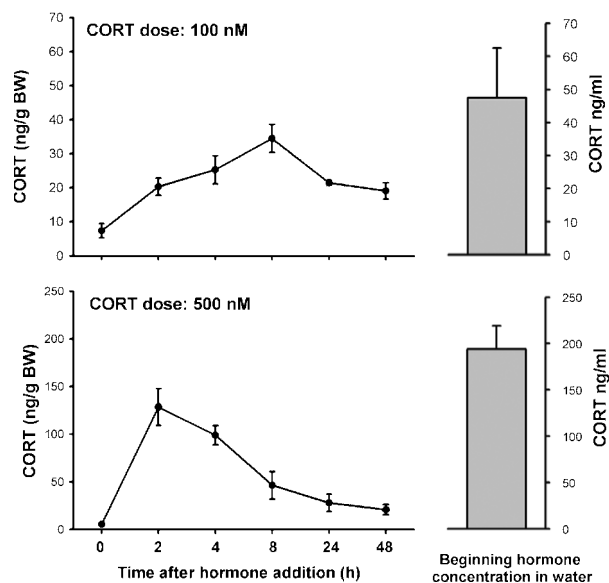 CORT dose: 100 nM
CORT (ng/g BW)
70
60
50
40
30
20
10
0
70
60
50
40
30
20
10
0
CORT ng/ml
CORT dose: 500 nM
CORT (ng/g BW)
250
200
150
100
50
0
0 2 4 8 24 48
Time after hormone addition (h)
250
200
150
100
50
0
CORT ng/ml
Beginning hormone
concentration in water